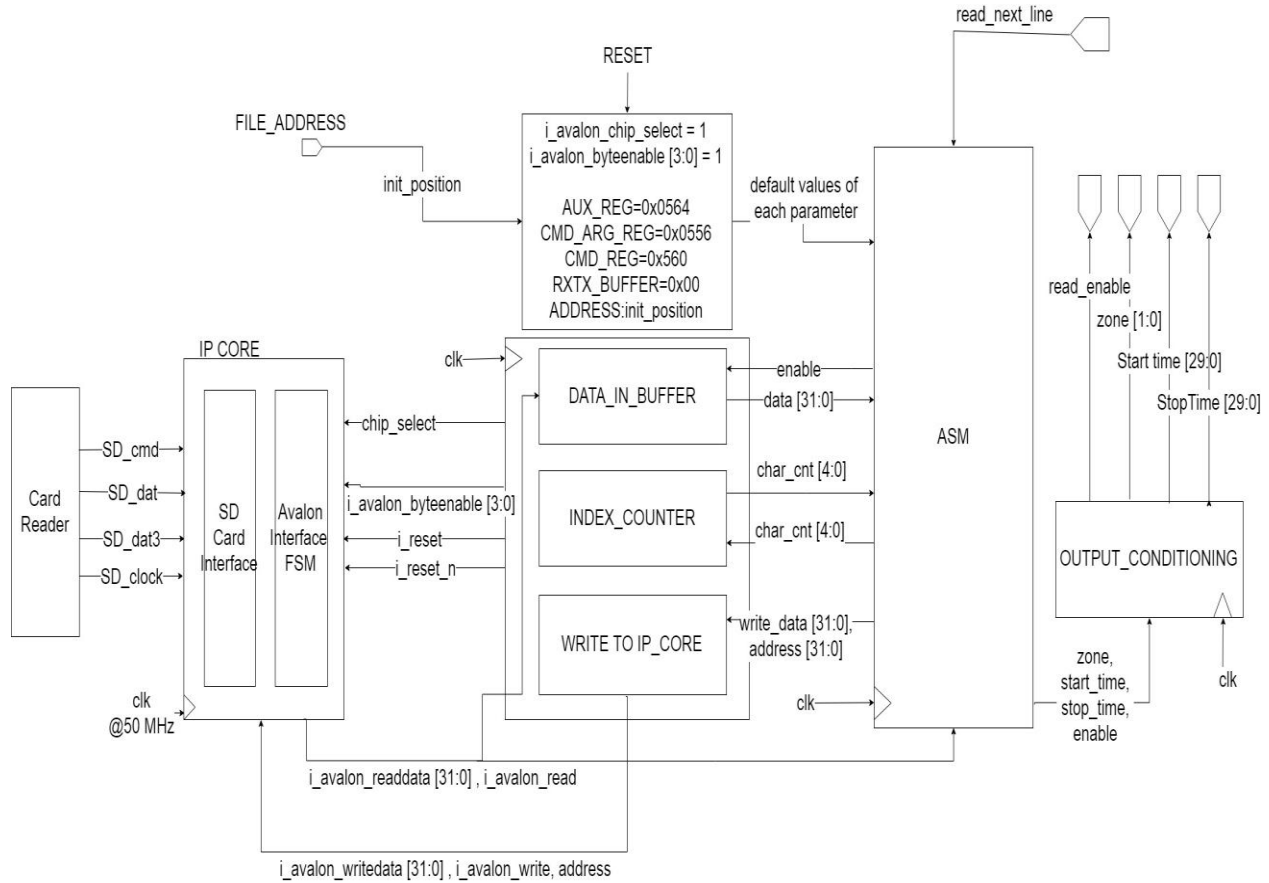 read_next_line
RESET
FILE_ADDRESS
init_position
i_avalon_chip_select = 1
i_avalon_byteenable [3:0] = 1
AUX_REG=0x0564
CMD_ARG_REG=0x0556
CMD_REG=0x560
RXTX_BUFFER=0x00
ADDRESS:init_position
default values of
each parameter
read_enable
zone [1:0]
Start time [29:0]
StopTime [29:0]
IP CORE
clk
DATA_IN_BUFFER
enable
data [31:0]
ASM
chip_select
Card
Reader
SD_cmd
SD_dat
SD_dat3
SD_clock
SD
Card
Interface
Avalon
Interface
FSM
i_avalon_byteenable [3:0]
i_reset
i_reset_n
INDEX_COUNTER
char_cnt [4:0]
char_cnt [4:0]
OUTPUT_CONDITIONING
WRITE TO IP_CORE
write_data [31:0],
address [31:0]
clk
@50 MHz
clk
zone,
start_time,
stop_time,
enable
clk
i_avalon_readdata [31:0] , i_avalon_read
i_avalon_writedata [31:0] , i_avalon_write, address